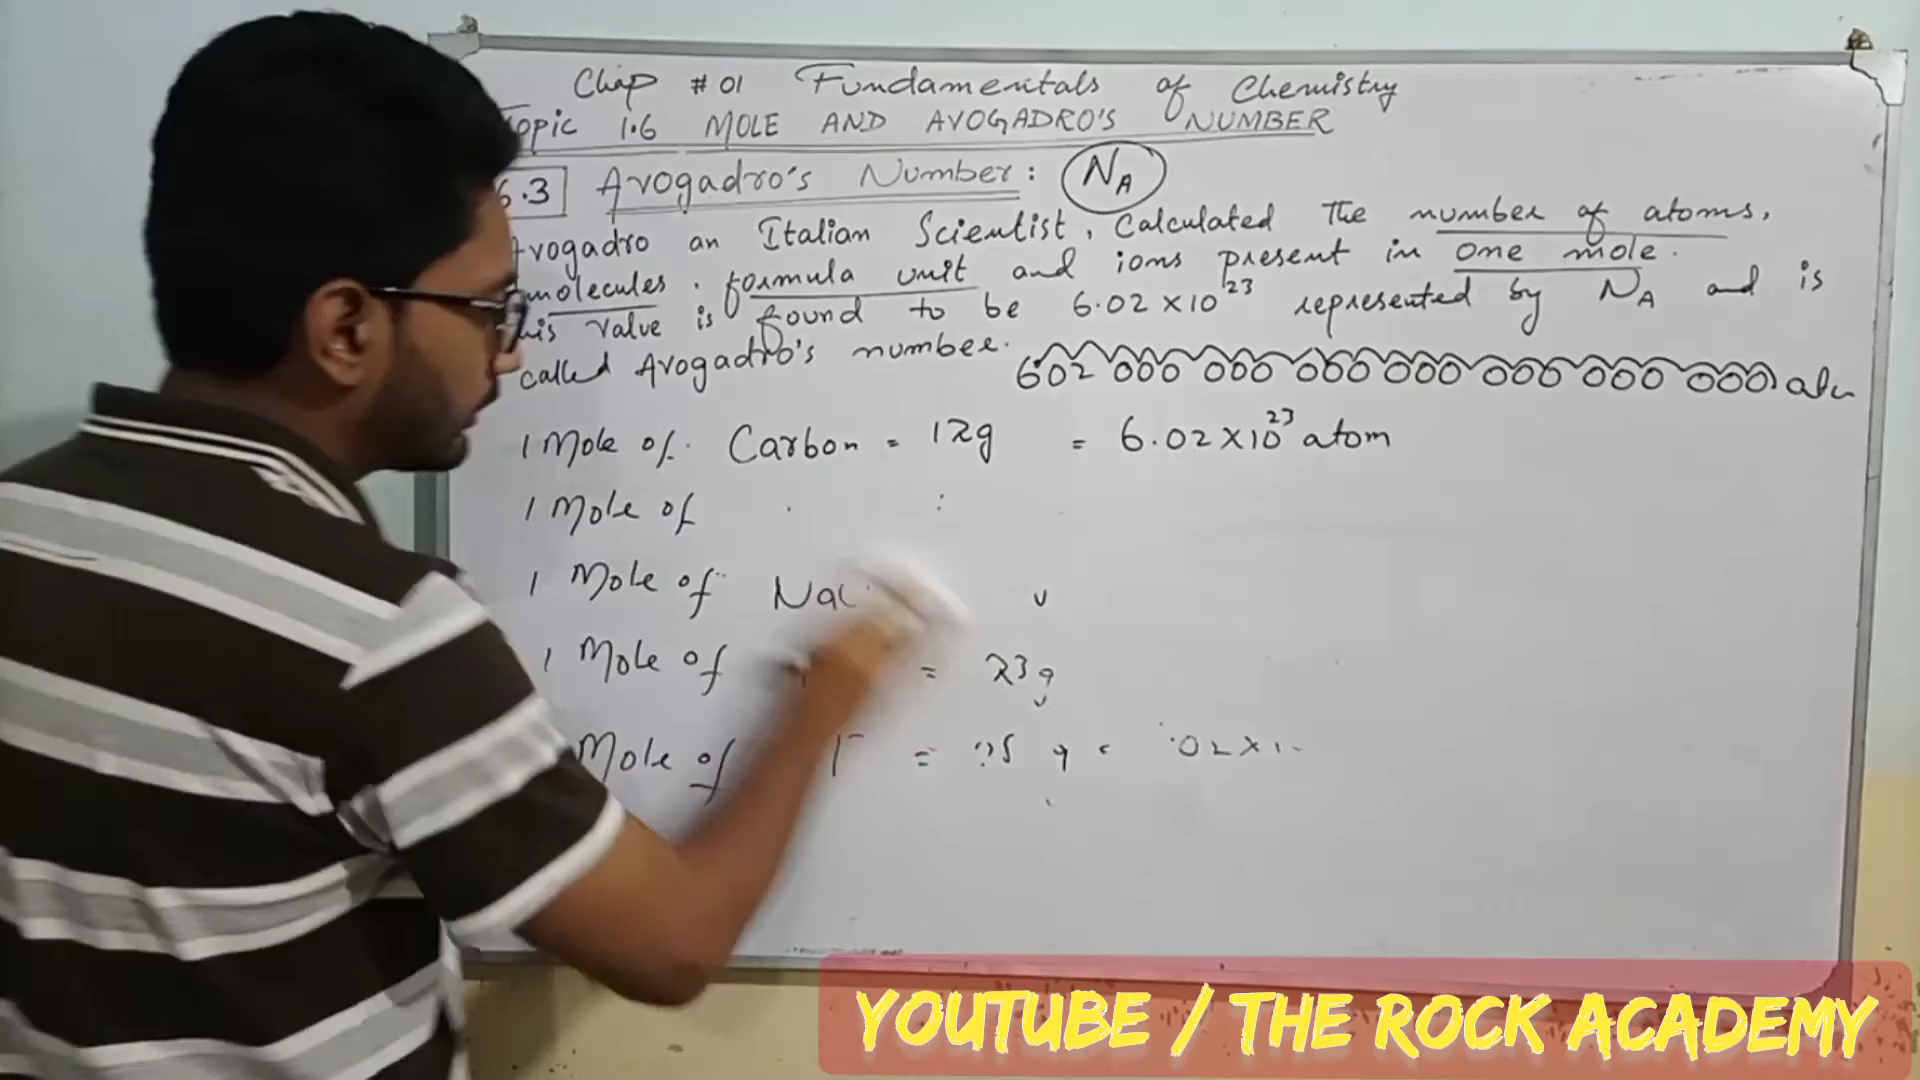 Chap # 01 Fundamentals of Chemistry
Topic 1.6 MOLE AND AVOGADRO'S NUMBER
6.3 Avogadro's Number: NA
Avogadro an Italian Scientist, Calculated The number of atoms,
molecules, formula unit and ions present in one mole.
his value is found to be 6.02 × 10²³ represented by NA and is
called Avogadro's number.
602 000 000 000 000 000 000 000
1 Mole of Carbon = 12g = 6.02 × 10²³ atom
1 Mole of
1 Mole of Na
1 Mole of = 23g
Mole of = 02 ×
YOUTUBE / THE ROCK ACADEMY